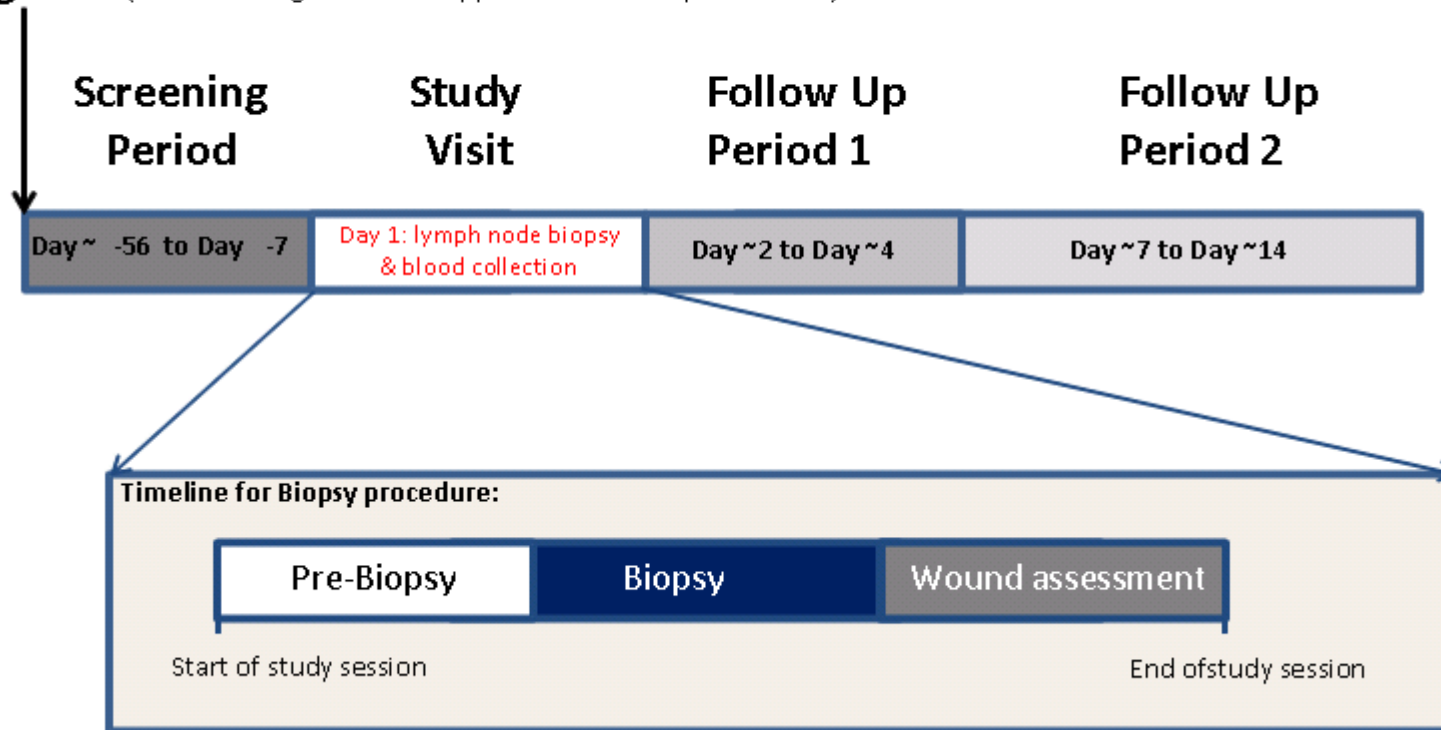 Screening
Period
Study
Visit
Follow Up
Period 1
Follow Up
Period 2
Day ~ -56 to Day -7
Day 1: lymph node biopsy
& blood collection
Day ~2 to Day ~4
Day ~7 to Day ~14
Timeline for Biopsy procedure:
Pre-Biopsy
Biopsy
Wound assessment
Start of study session
End ofstudy session